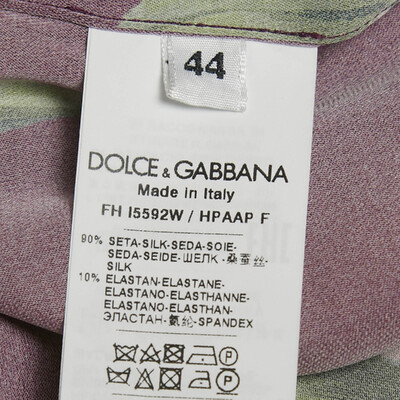 44
DOLCE & GABBANA
Made in Italy
FH I5592W / HPAAP F
90% SETA-SILK-SEDA-SOIE-
SEDA-SEIDE-ШЕЛК -桑蚕丝-
SILK
10% ELASTAN-ELASTANE-
ELASTANO-ELASTHANNE-
ELASTANO-ELASTHAN-
ЭЛАСТАН-氨纶-SPANDEX
P
P